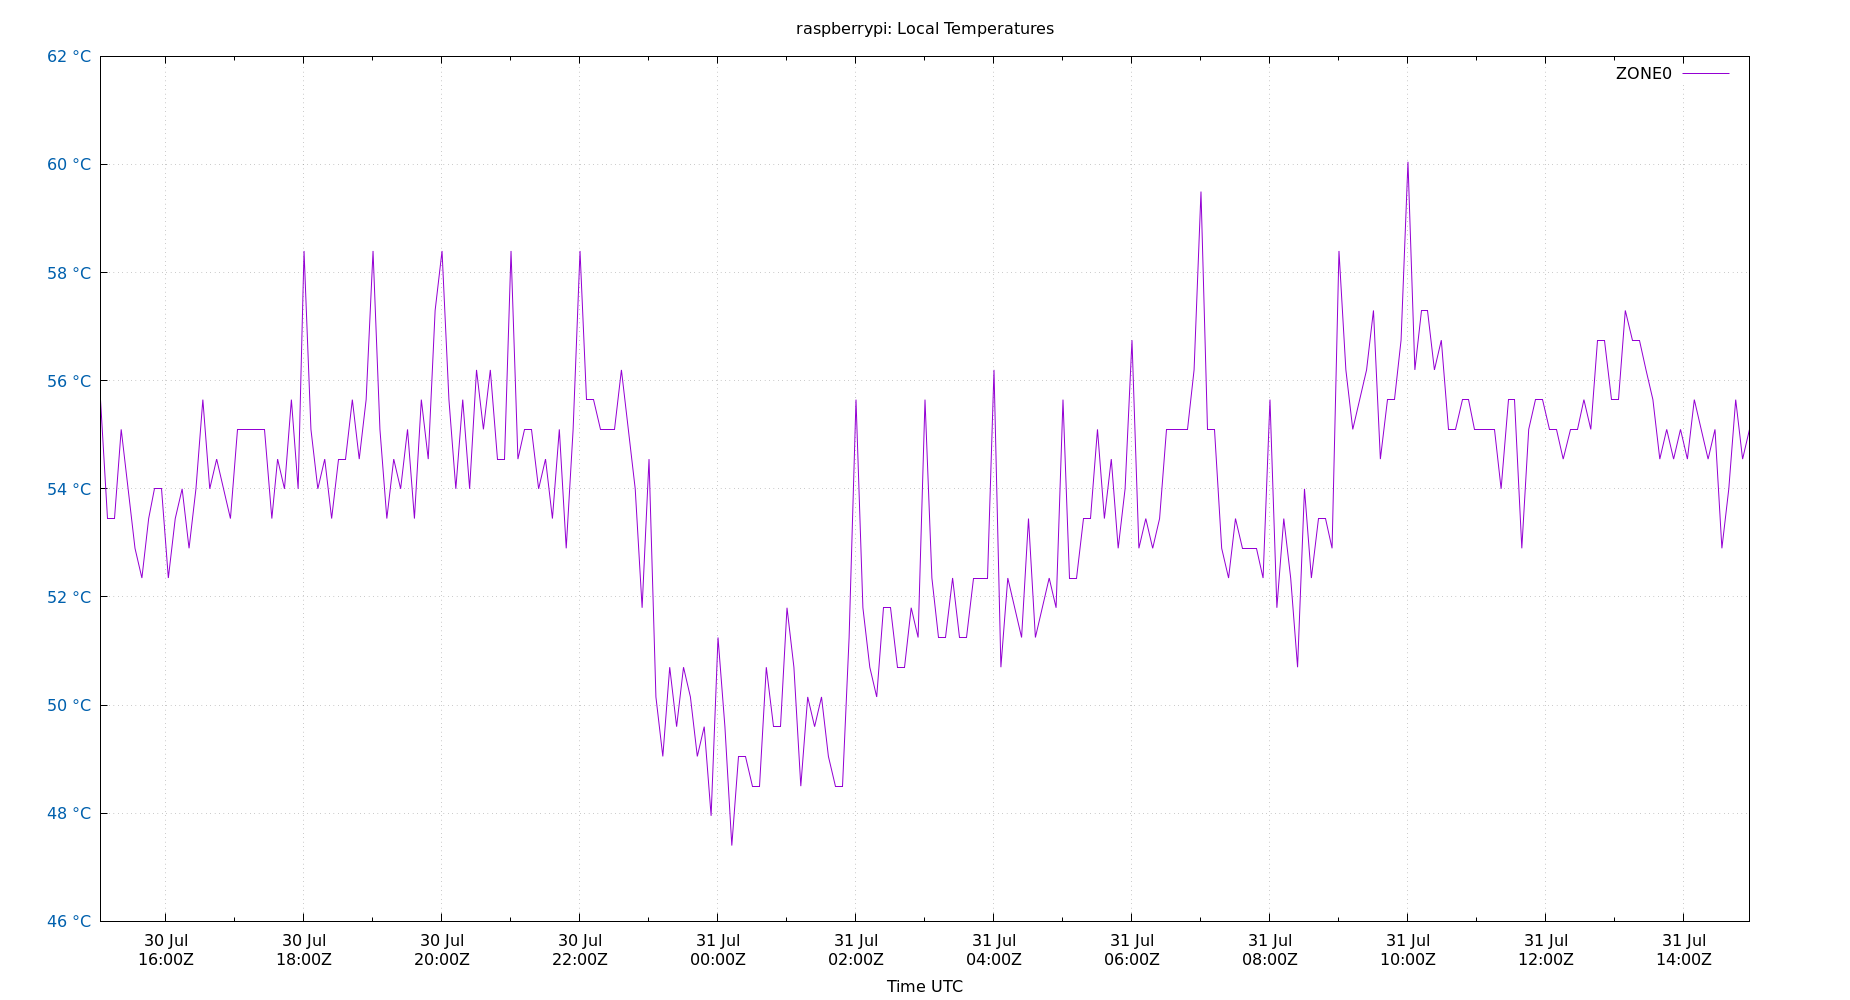 raspberrypi: Local Temperatures
ZONE0
62 °C
60 °C
58 °C
56 °C
54 °C
52 °C
50 °C
48 °C
46 °C
30 Jul
16:00Z
30 Jul
18:00Z
30 Jul
20:00Z
30 Jul
22:00Z
31 Jul
00:00Z
31 Jul
02:00Z
31 Jul
04:00Z
31 Jul
06:00Z
31 Jul
08:00Z
31 Jul
10:00Z
31 Jul
12:00Z
31 Jul
14:00Z
Time UTC